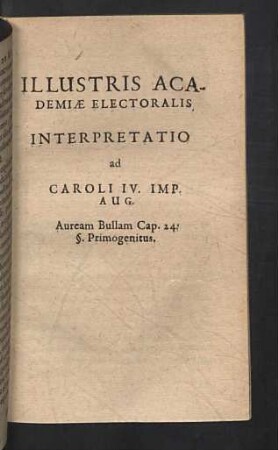 ILLUSTRIS ACA-
DEMIÆ ELECTORALIS,
INTERPRETATIO
ad
CAROLI IV. IMP.
AUG.
Auream Bullam Cap. 24.
§. Primogenitus.